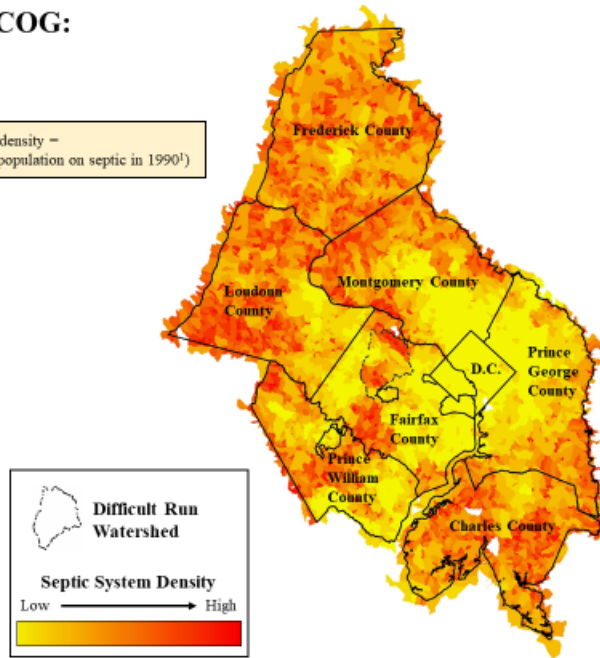 COG:
density =
population on septic in 1990¹)
Frederick County
Montgomery County
Loudoun
County
D.C.
Prince
George
County
Fairfax
County
Prince
William
County
Charles County
Difficult Run
Watershed
Septic System Density
Low High